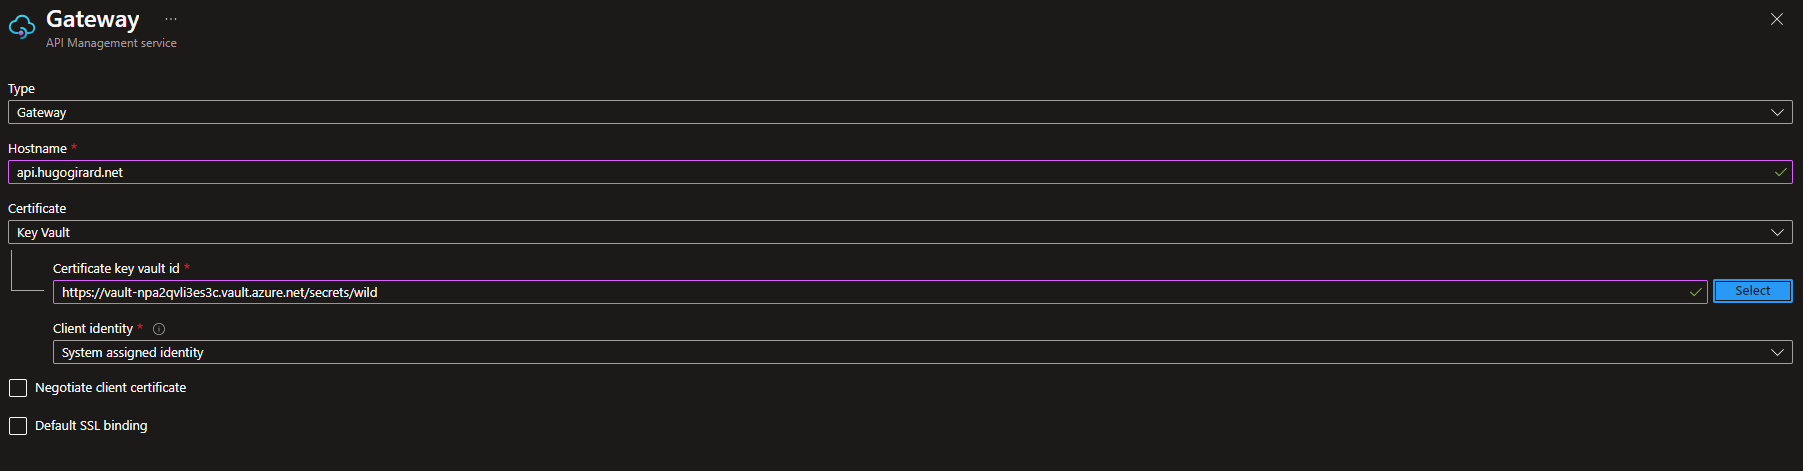 Gateway ...
API Management service
Type
Gateway
Hostname *
api.hugogirard.net
Certificate
Key Vault
Certificate key vault id *
https://vault-npa2qvli3es3c.vault.azure.net/secrets/wild
Select
Client identity *
System assigned identity
Negotiate client certificate
Default SSL binding